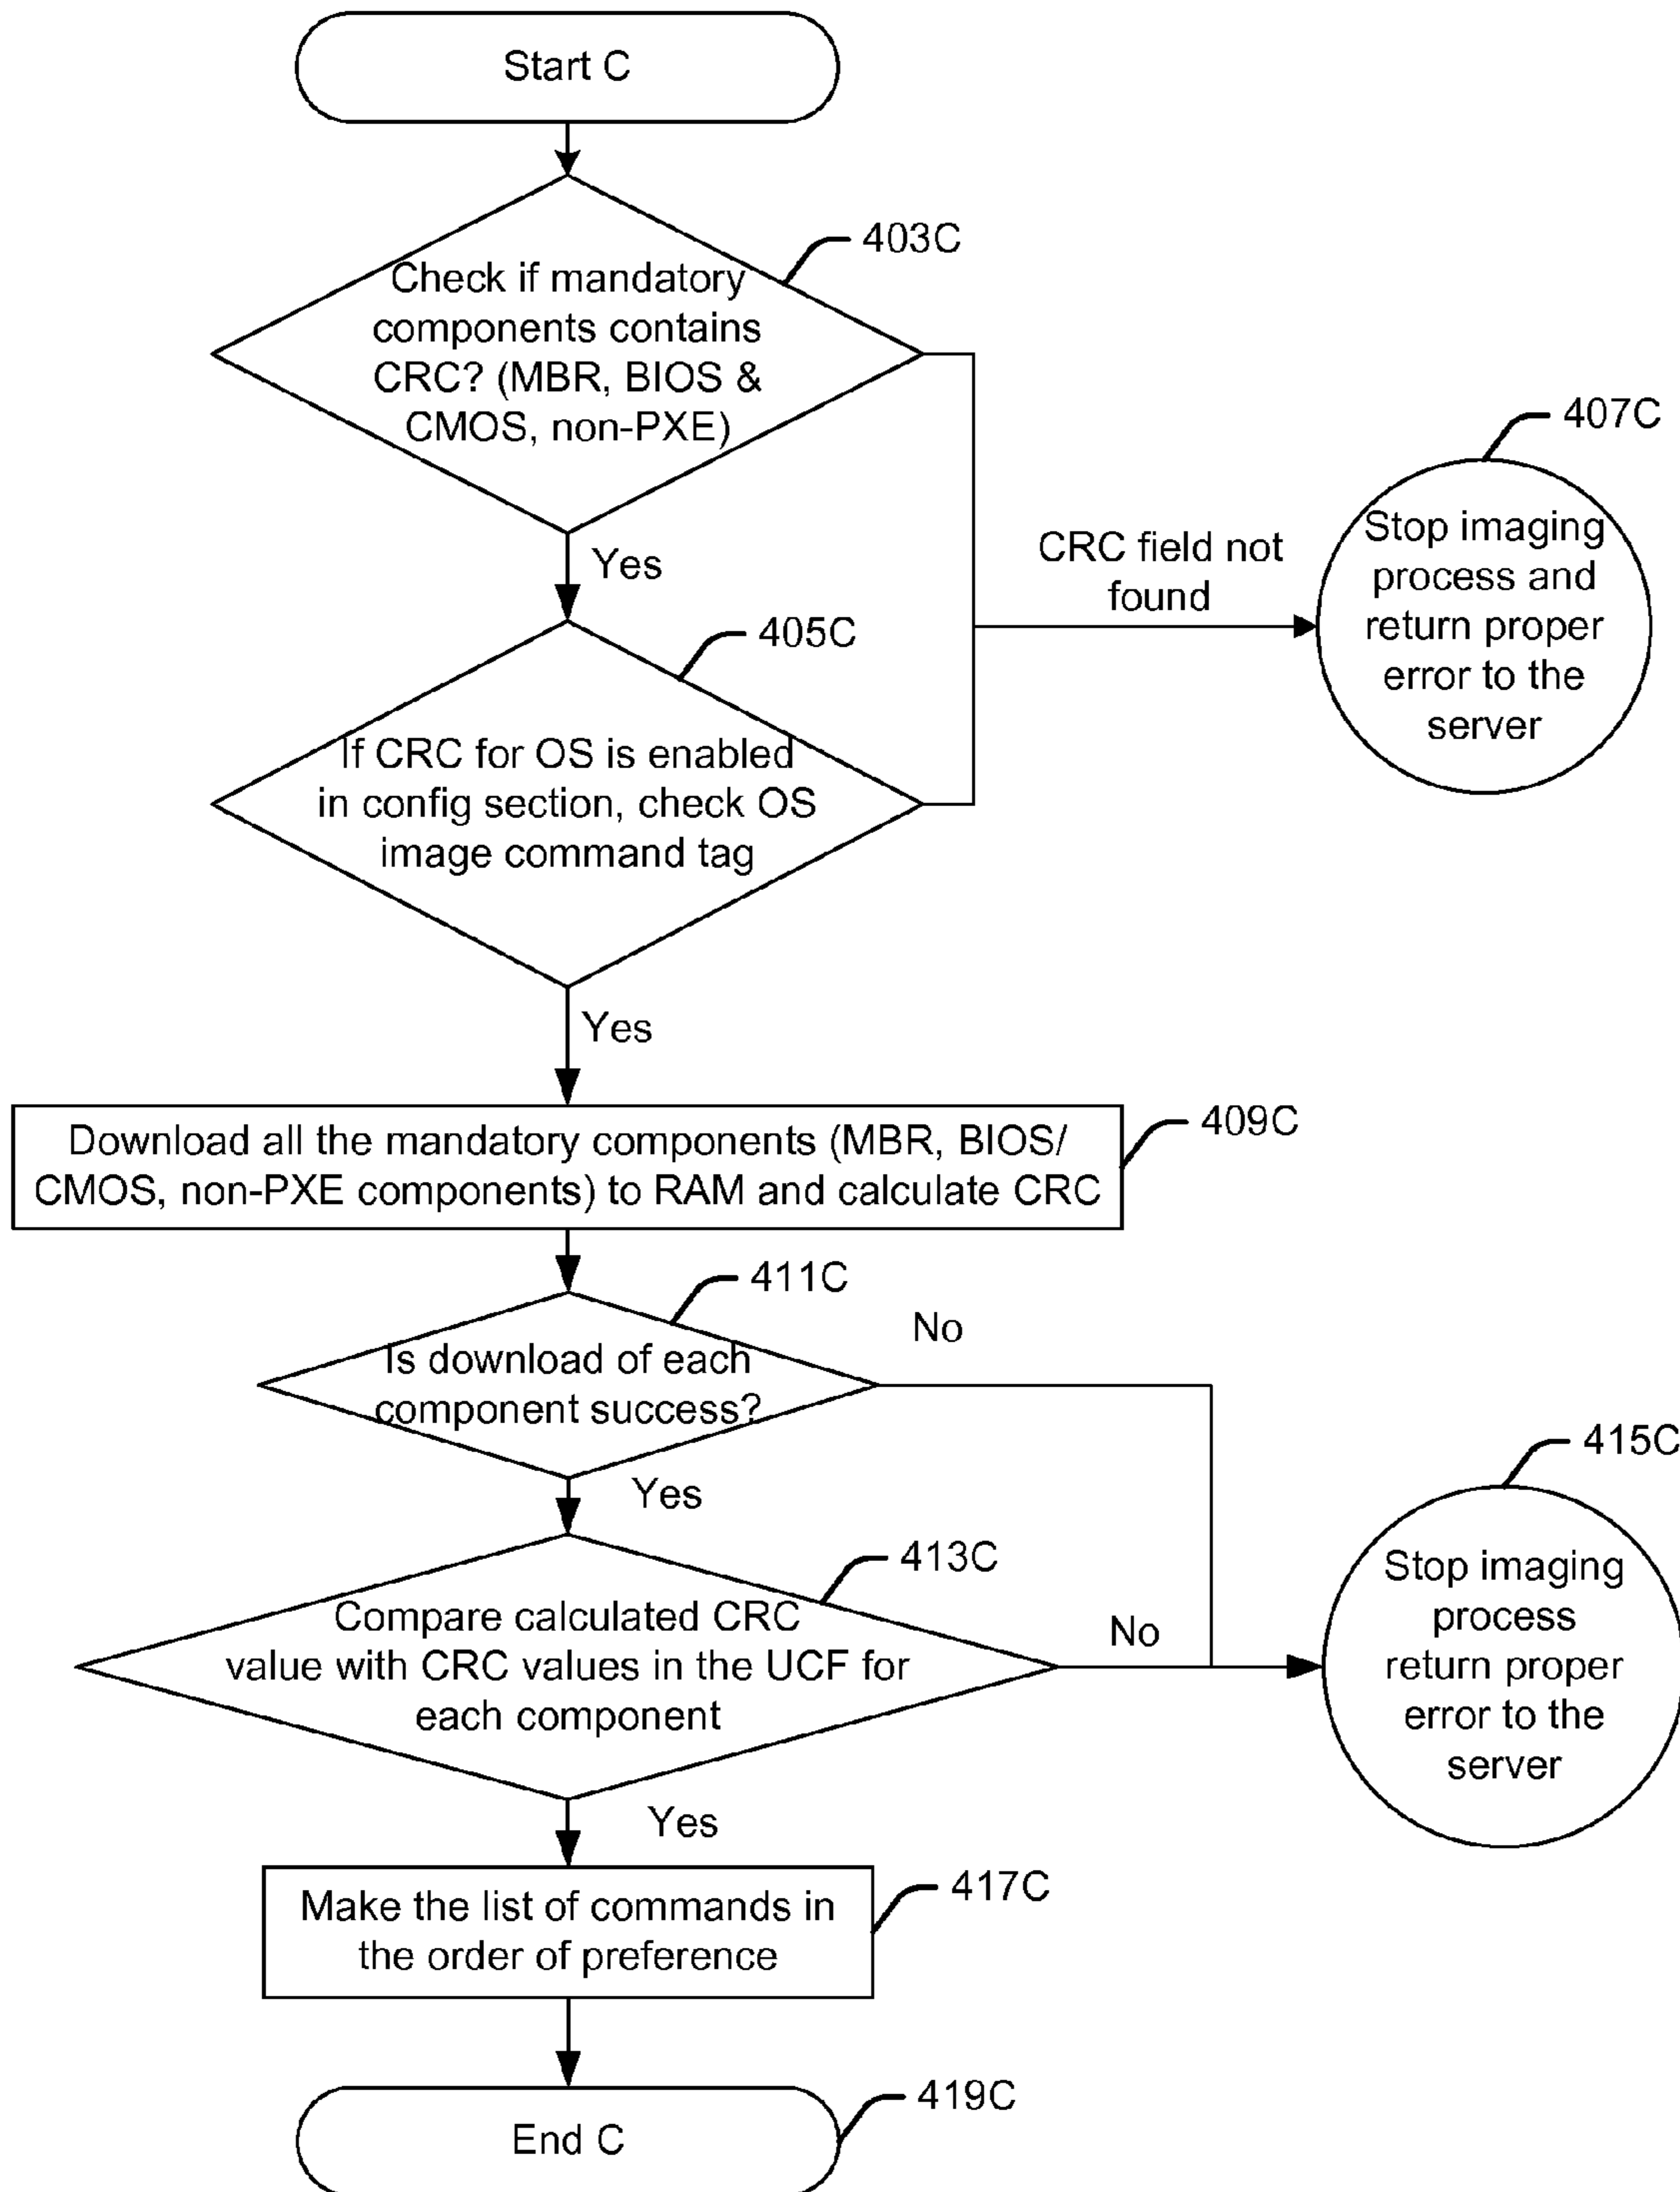 Start C
403C
Check if mandatory
components contains
CRC? (MBR, BIOS &
CMOS, non-PXE)
407C
Stop imaging
process and
return proper
error to the
server
CRC field not
found
Yes
405C
If CRC for OS is enabled
in config section, check OS
image command tag
Yes
409C
Download all the mandatory components (MBR, BIOS/
CMOS, non-PXE components) to RAM and calculate CRC
411C
No
Is download of each
component success?
Yes
415C
Stop imaging
process
return proper
error to the
server
413C
Compare calculated CRC
value with CRC values in the UCF for
each component
No
Yes
417C
Make the list of commands in
the order of preference
419C
End C